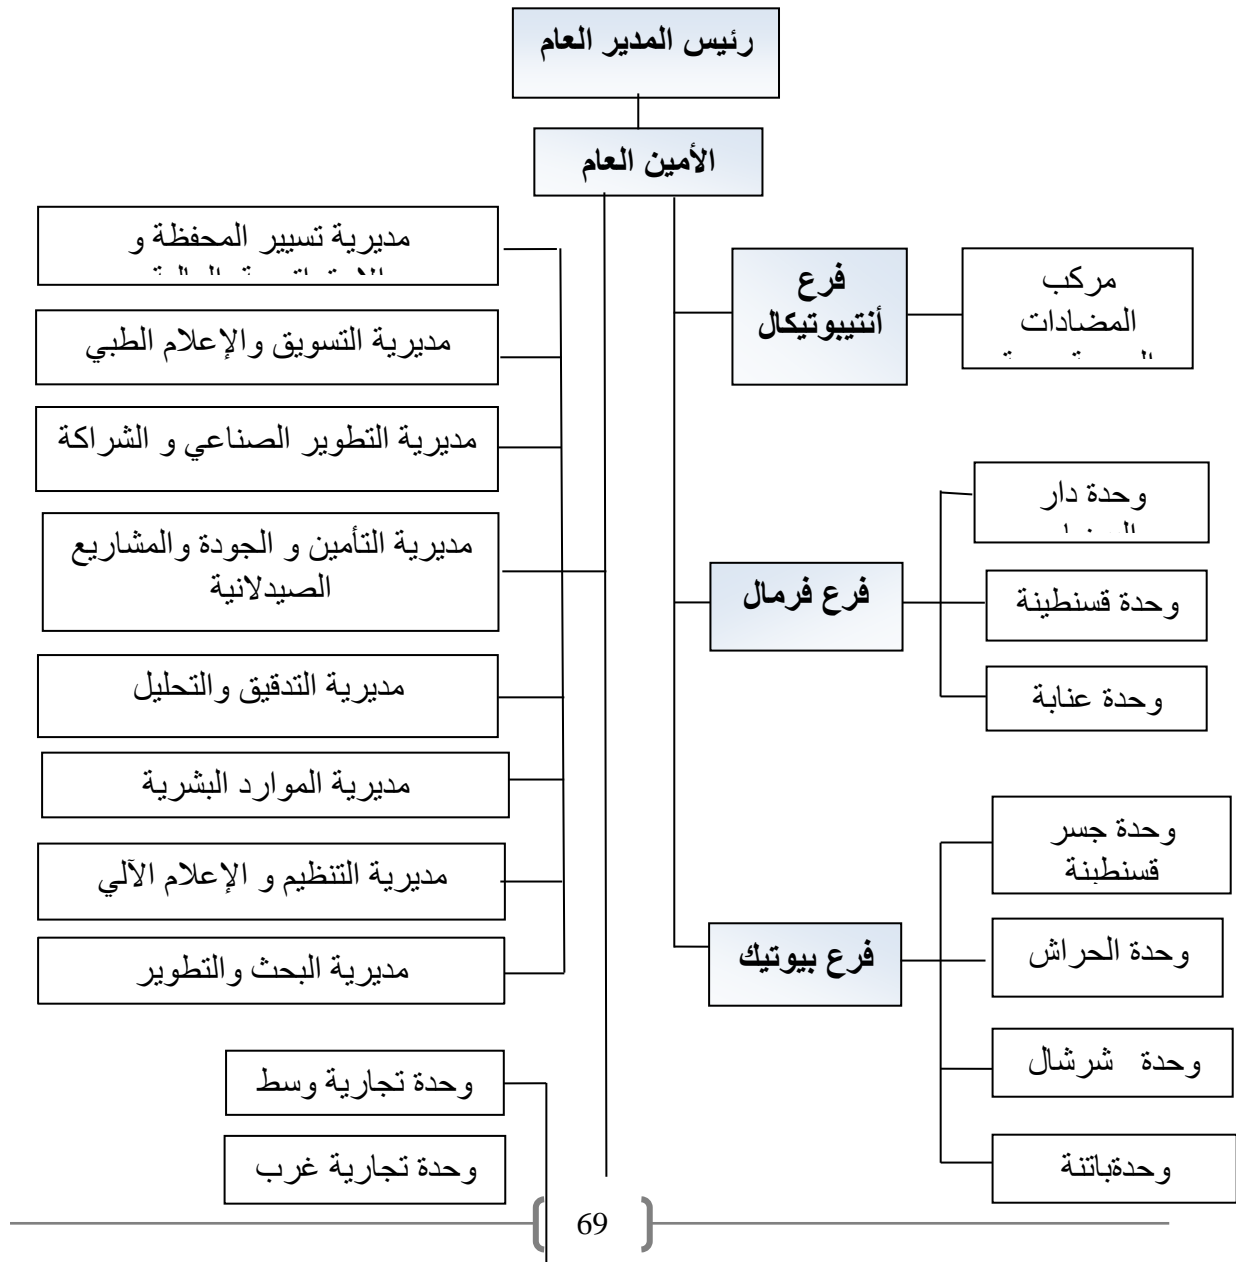 رئيس المدير العام
الأمين العام
مديرية تسيير المحفظة و
مديرية التسويق والإعلام الطبي
مديرية التطوير الصناعي و الشراكة
مديرية التأمين و الجودة والمشاريع
الصيدلانية
مديرية التدقيق والتحليل
مديرية الموارد البشرية
مديرية التنظيم و الإعلام الآلي
مديرية البحث والتطوير
وحدة تجارية وسط
وحدة تجارية غرب
فرع
أنتيبوتيكال
مركب
المضادات
فرع فرمال
وحدة دار
وحدة قسنطينة
وحدة عنابة
فرع بيوتيك
وحدة جسر
قسنطينة
وحدة الحراش
وحدة شرشال
وحدةباتنة
69